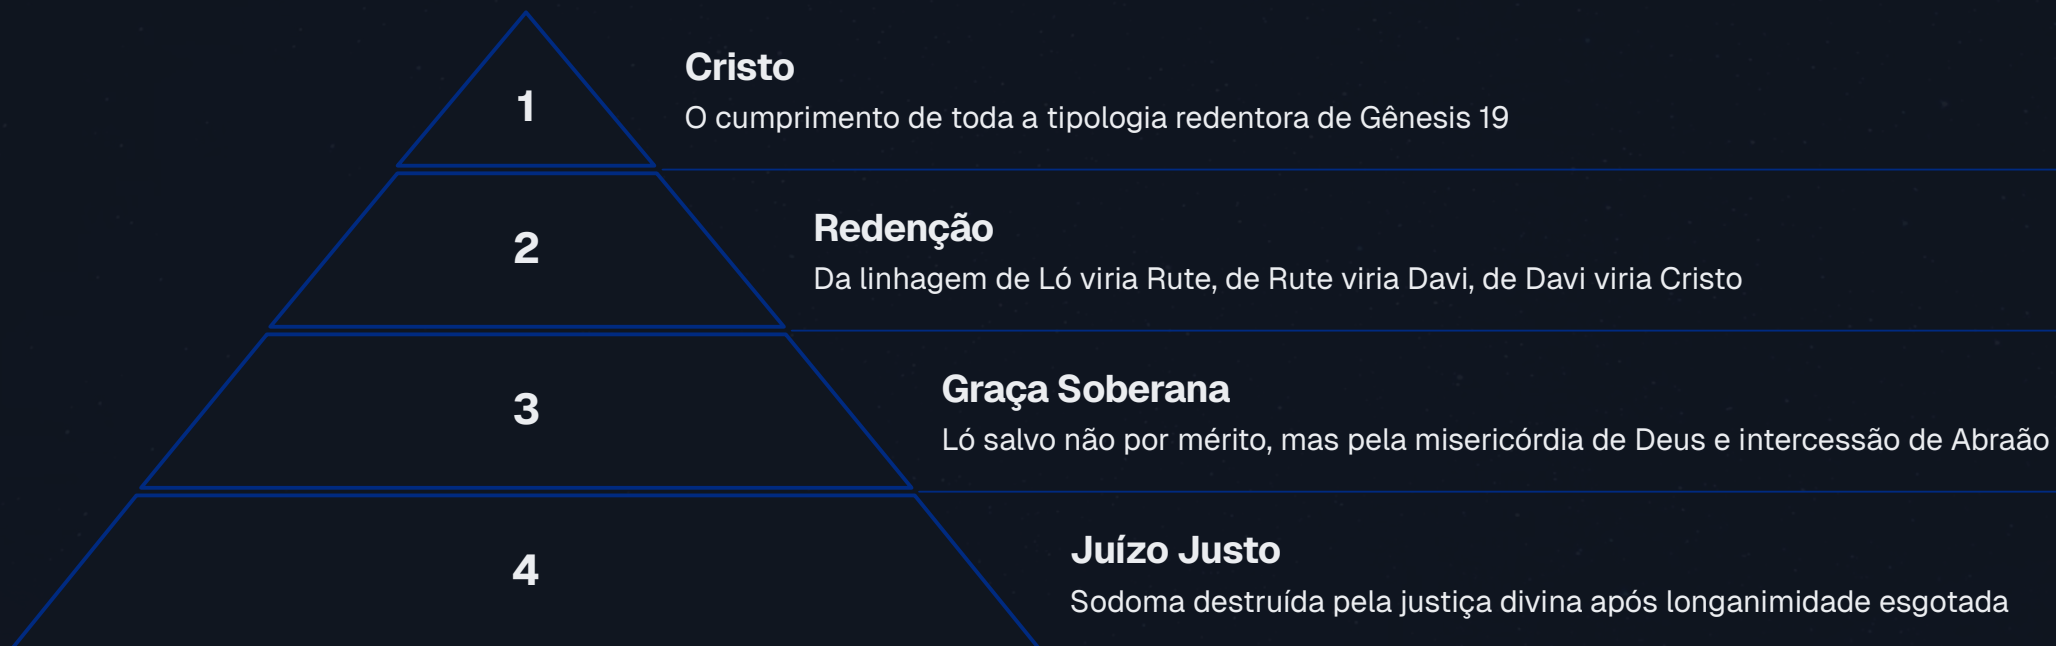 1
Cristo
O cumprimento de toda a tipologia redentora de Gênesis 19
2
Redenção
Da linhagem de Ló viria Rute, de Rute viria Davi, de Davi viria Cristo
3
Graça Soberana
Ló salvo não por mérito, mas pela misericórdia de Deus e intercessão de Abraão
4
Juízo Justo
Sodoma destruída pela justiça divina após longanimidade esgotada